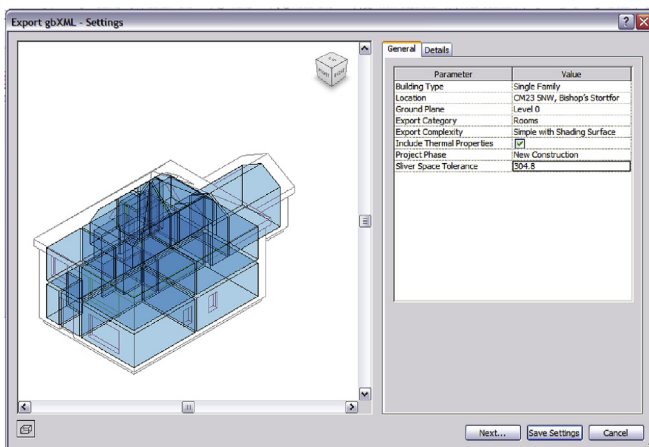 Export gbXML - Settings
General Details
Parameter Value
Building Type Single Family
Location CM23 5NW, Bishop's Stortfor
Ground Plane Level 0
Export Category Rooms
Export Complexity Simple with Shading Surface
Include Thermal Properties
Project Phase New Construction
Sliver Space Tolerance 304.8
Next... Save Settings Cancel